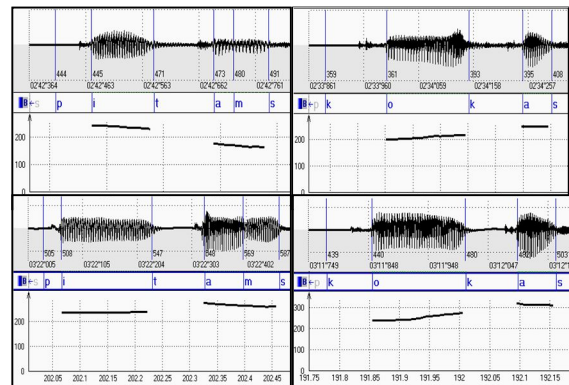 444 445 471 473 480 491
02'42"364 02'42"463 02'42"563 02'42"662 02'42"761
←s p i t a m s
200
100
0
359 361 393 395 408
02'33"861 02'33"960 02'34"059 02'34"158 02'34"257
←p k o k a s
200
100
0
505 508 547 548 569 587
03'22"005 03'22"105 03'22"204 03'22"303 03'22"402
←s p i t a m s
200
100
0
202.05 202.1 202.15 202.2 202.25 202.3 202.35 202.4 202.45
439 440 480 503
03'11"749 03'11"848 03'11"948 03'12"047
←p k o k a s
300
200
100
191.75 191.8 191.85 191.9 191.95 192 192.05 192.1 192.15